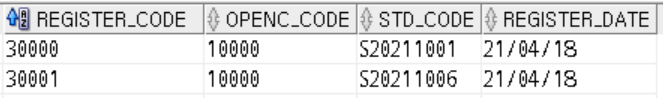 REGISTER_CODE OPENC_CODE STD_CODE REGISTER_DATE
30000 10000 S20211001 21/04/18
30001 10000 S20211006 21/04/18